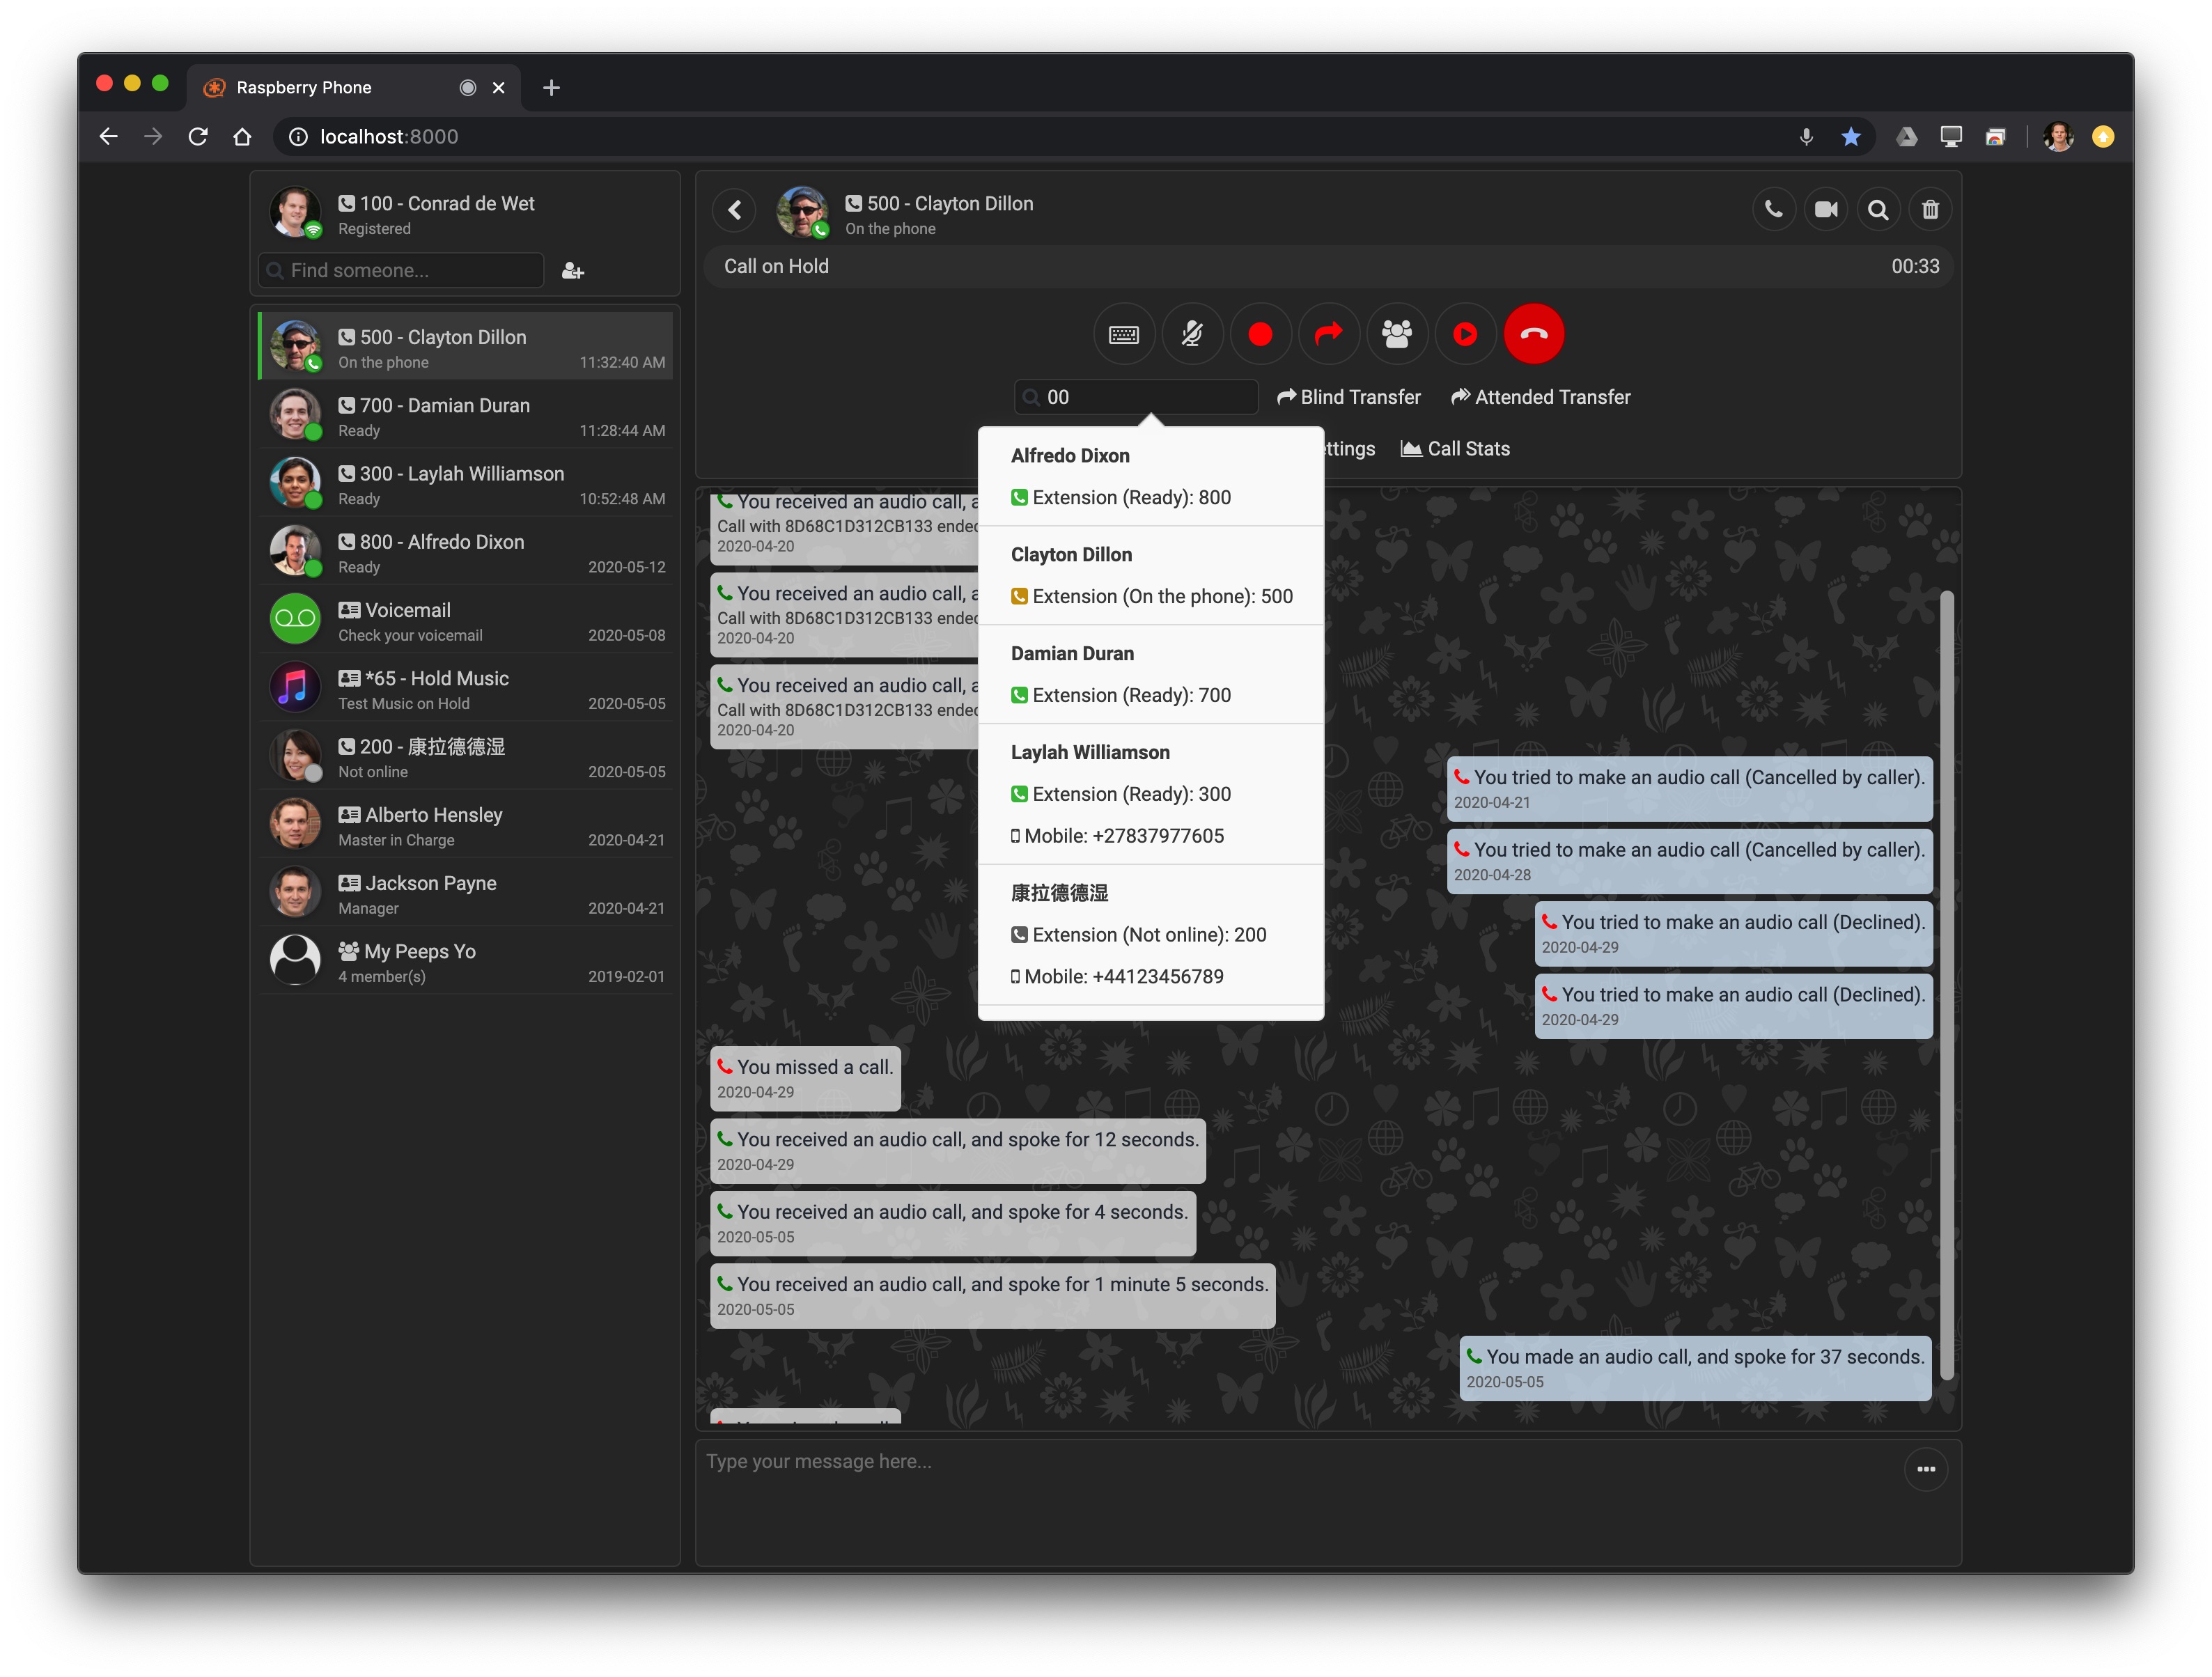 Raspberry Phone
localhost:8000
100 - Conrad de Wet
Registered
Find someone...
500 - Clayton Dillon
On the phone
11:32:40 AM
700 - Damian Duran
Ready
11:28:44 AM
300 - Laylah Williamson
Ready
10:52:48 AM
800 - Alfredo Dixon
Ready
2020-05-12
Voicemail
Check your voicemail
2020-05-08
*65 - Hold Music
Test Music on Hold
2020-05-05
200 - 康拉德德湿
Not online
2020-05-05
Alberto Hensley
Master in Charge
2020-04-21
Jackson Payne
Manager
2020-04-21
My Peeps Yo
4 member(s)
2019-02-01
500 - Clayton Dillon
On the phone
Call on Hold
00:33
00
Blind Transfer
Attended Transfer
ttings
Call Stats
Alfredo Dixon
Extension (Ready): 800
Clayton Dillon
Extension (On the phone): 500
Damian Duran
Extension (Ready): 700
Laylah Williamson
Extension (Ready): 300
Mobile: +27837977605
康拉德德湿
Extension (Not online): 200
Mobile: +44123456789
You received an audio call,
Call with 8D68C1D312CB133 ended
2020-04-20
You received an audio call,
Call with 8D68C1D312CB133 ended
2020-04-20
You received an audio call,
Call with 8D68C1D312CB133 ended
2020-04-20
You tried to make an audio call (Cancelled by caller).
2020-04-21
You tried to make an audio call (Cancelled by caller).
2020-04-28
You tried to make an audio call (Declined).
2020-04-29
You tried to make an audio call (Declined).
2020-04-29
You missed a call.
2020-04-29
You received an audio call, and spoke for 12 seconds.
2020-04-29
You received an audio call, and spoke for 4 seconds.
2020-05-05
You received an audio call, and spoke for 1 minute 5 seconds.
2020-05-05
You made an audio call, and spoke for 37 seconds.
2020-05-05
Type your message here...